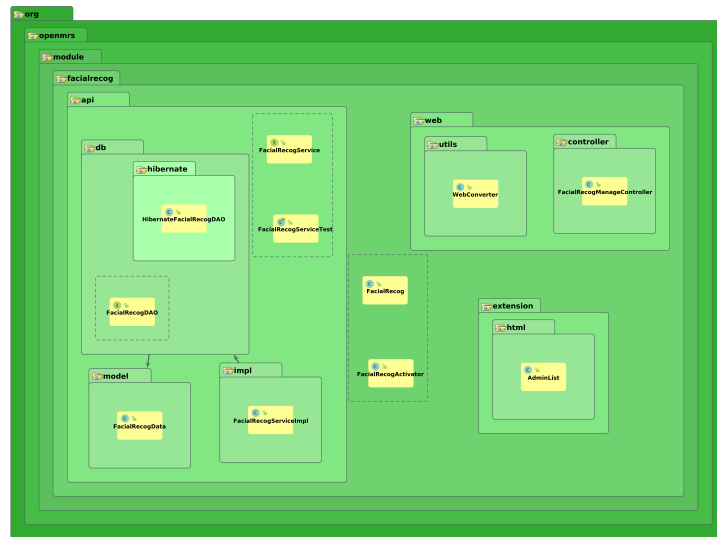 org
openmrs
module
facialrecog
api
FacialRecogService
FacialRecogServiceTest
db
hibernate
HibernateFacialRecogDAO
FacialRecogDAO
model
FacialRecogData
impl
FacialRecogServiceImpl
FacialRecog
FacialRecogActivator
web
utils
WebConverter
controller
FacialRecogManageController
extension
html
AdminList